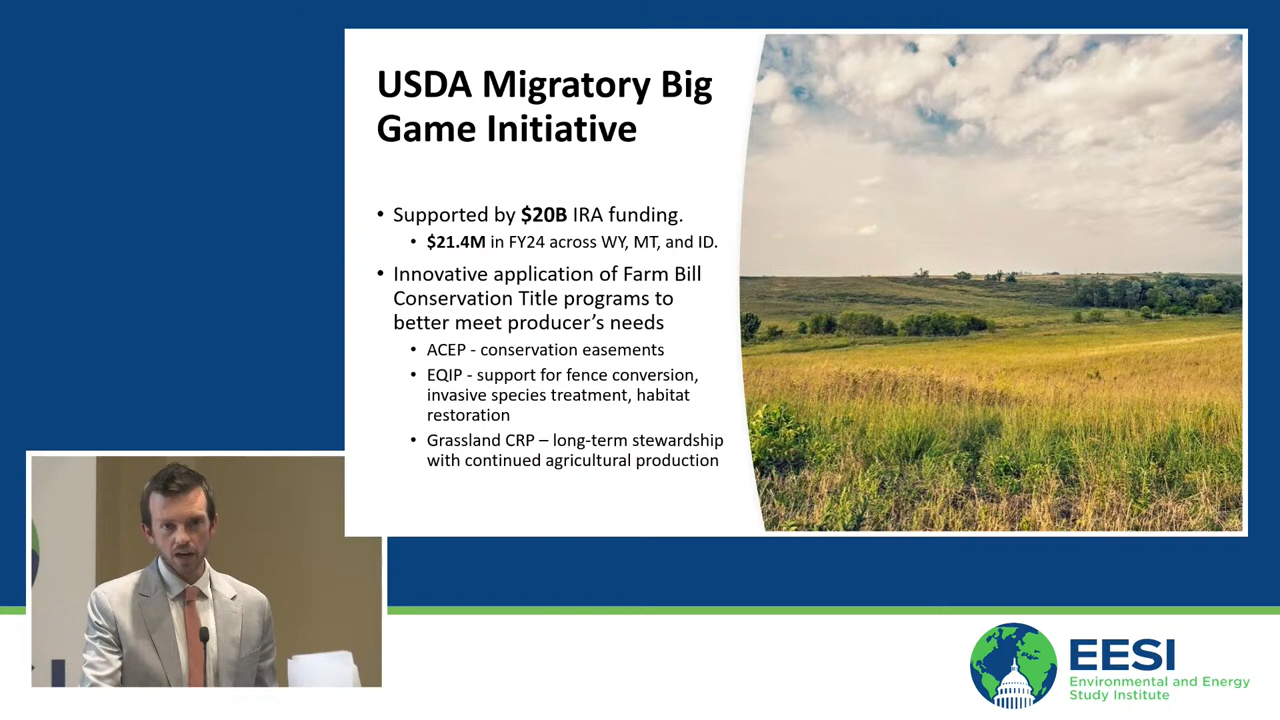 USDA Migratory Big
Game Initiative
• Supported by $20B IRA funding.
• $21.4M in FY24 across WY, MT, and ID.
• Innovative application of Farm Bill
Conservation Title programs to
better meet producer’s needs
• ACEP - conservation easements
• EQIP - support for fence conversion,
invasive species treatment, habitat
restoration
• Grassland CRP – long-term stewardship
with continued agricultural production
EESI
Environmental and Energy
Study Institute